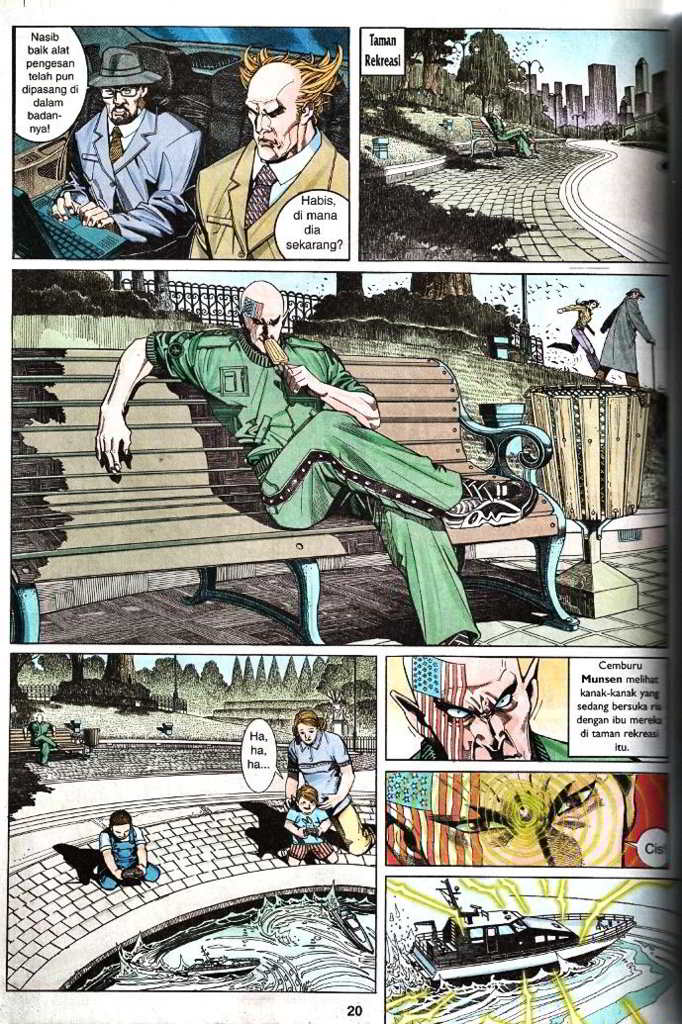 Nasib
baik alat
pengesan
telah pun
dipasang di
dalam
badan-
nya!
Habis,
di mana
dia
sekarang?
Taman
Rekreasi
Ha,
ha,
ha...
Cemburu
Munsen melihat
kanak-kanak yang
sedang bersuka ria
dengan ibu mereka
di taman rekreasi
itu.
Cis!
20